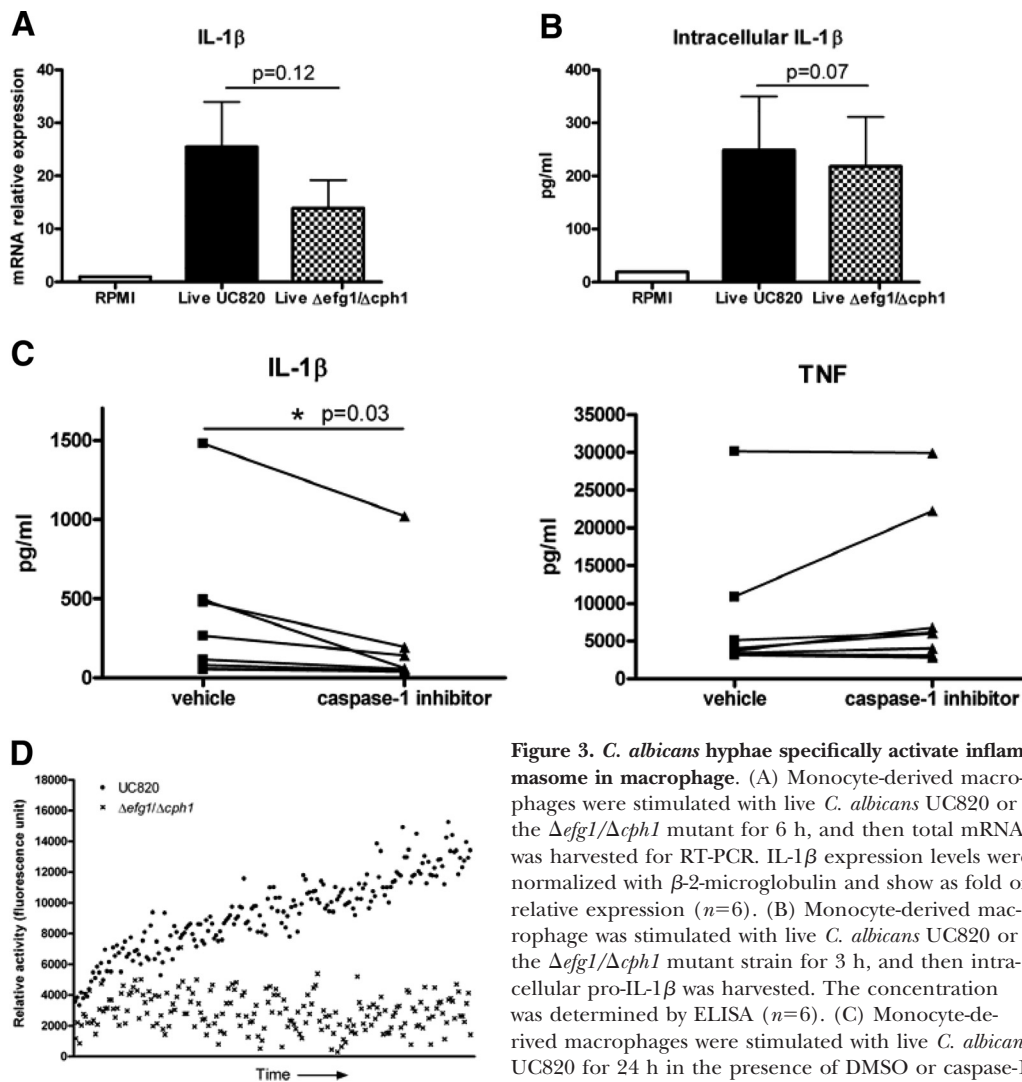 A
IL-1β
mRNA relative expression
40
30
20
10
0
p=0.12
RPMI
Live UC820
Live Δefg1/Δcph1
B
Intracellular IL-1β
pg/ml
400
300
200
100
0
p=0.07
RPMI
Live UC820
Live Δefg1/Δcph1
C
IL-1β
pg/ml
1500
1000
500
0
* p=0.03
vehicle
caspase-1 inhibitor
TNF
pg/ml
35000
30000
25000
20000
15000
10000
5000
0
vehicle
caspase-1 inhibitor
D
Relative activity (fluorescence unit)
18000
16000
14000
12000
10000
8000
6000
4000
2000
0
UC820
Δefg1/Δcph1
Time
Figure 3. C. albicans hyphae specifically activate inflam
masome in macrophage. (A) Monocyte-derived macro-
phages were stimulated with live C. albicans UC820 or
the Δefg1/Δcph1 mutant for 6 h, and then total mRNA
was harvested for RT-PCR. IL-1β expression levels were
normalized with β-2-microglobulin and show as fold of
relative expression (n=6). (B) Monocyte-derived mac-
rophage was stimulated with live C. albicans UC820 or
the Δefg1/Δcph1 mutant strain for 3 h, and then intra-
cellular pro-IL-1β was harvested. The concentration
was determined by ELISA (n=6). (C) Monocyte-de-
rived macrophages were stimulated with live C. albican
UC820 for 24 h in the presence of DMSO or caspase-1